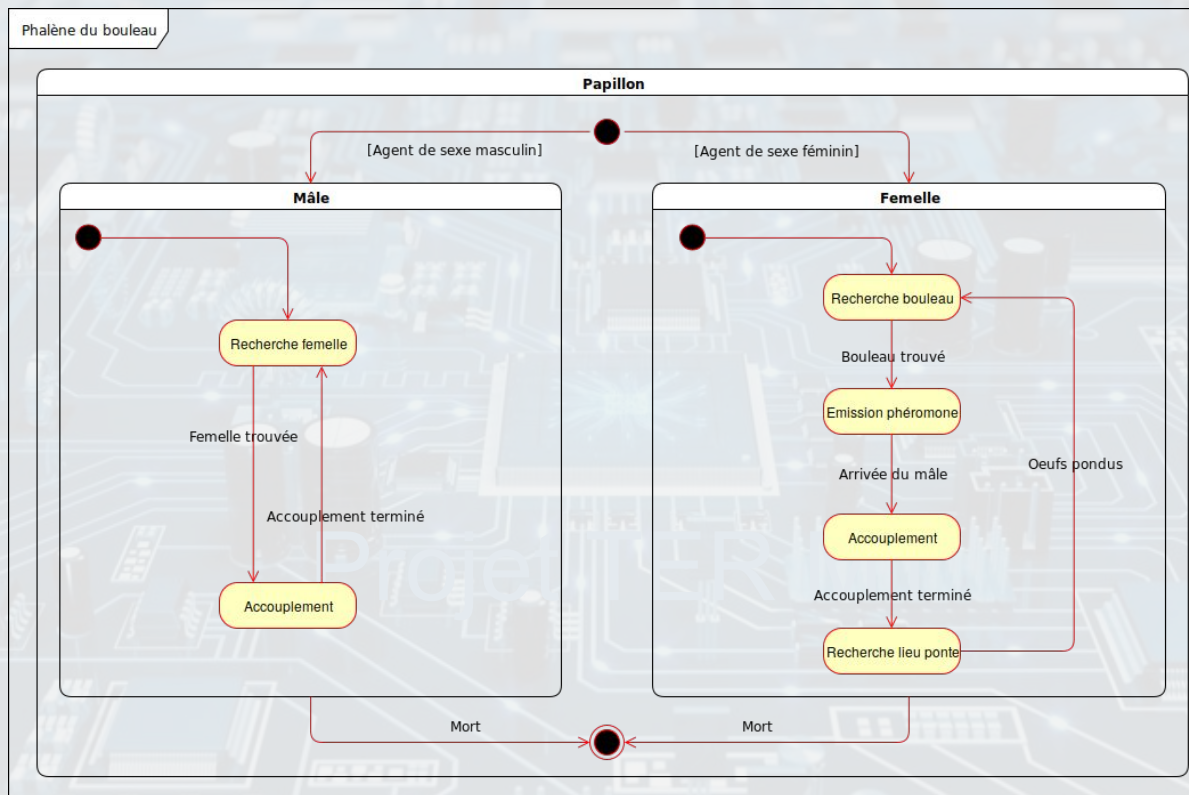 Phalène du bouleau
Papillon
[Agent de sexe masculin]
[Agent de sexe féminin]
Mâle
Recherche femelle
Femelle trouvée
Accouplement terminé
Accouplement
Femelle
Recherche bouleau
Bouleau trouvé
Emission phéromone
Arrivée du mâle
Oeufs pondus
Accouplement
Accouplement terminé
Recherche lieu ponte
Mort
Mort
Projet TER